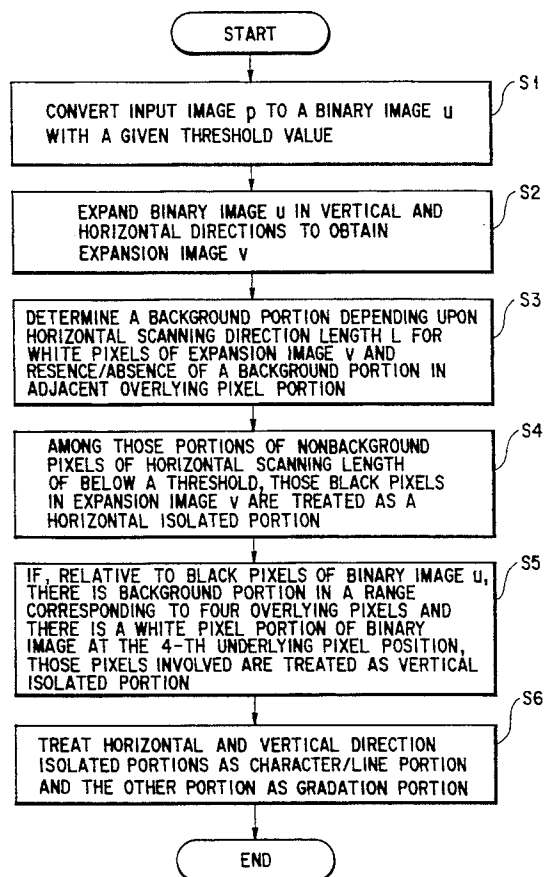 START
S1
CONVERT INPUT IMAGE p TO A BINARY IMAGE u
WITH A GIVEN THRESHOLD VALUE
S2
EXPAND BINARY IMAGE u IN VERTICAL AND
HORIZONTAL DIRECTIONS TO OBTAIN
EXPANSION IMAGE v
S3
DETERMINE A BACKGROUND PORTION DEPENDING UPON
HORIZONTAL SCANNING DIRECTION LENGTH L FOR
WHITE PIXELS OF EXPANSION IMAGE v AND
RESENCE/ABSENCE OF A BACKGROUND PORTION IN
ADJACENT OVERLYING PIXEL PORTION
S4
AMONG THOSE PORTIONS OF NONBACKGROUND
PIXELS OF HORIZONTAL SCANNING LENGTH
OF BELOW A THRESHOLD, THOSE BLACK PIXELS
IN EXPANSION IMAGE v ARE TREATED AS A
HORIZONTAL ISOLATED PORTION
S5
IF, RELATIVE TO BLACK PIXELS OF BINARY IMAGE u,
THERE IS BACKGROUND PORTION IN A RANGE
CORRESPONDING TO FOUR OVERLYING PIXELS AND
THERE IS A WHITE PIXEL PORTION OF BINARY
IMAGE AT THE 4-TH UNDERLYING PIXEL POSITION,
THOSE PIXELS INVOLVED ARE TREATED AS VERTICAL
ISOLATED PORTION
S6
TREAT HORIZONTAL AND VERTICAL DIRECTION
ISOLATED PORTIONS AS CHARACTER/LINE PORTION
AND THE OTHER PORTION AS GRADATION PORTION
END